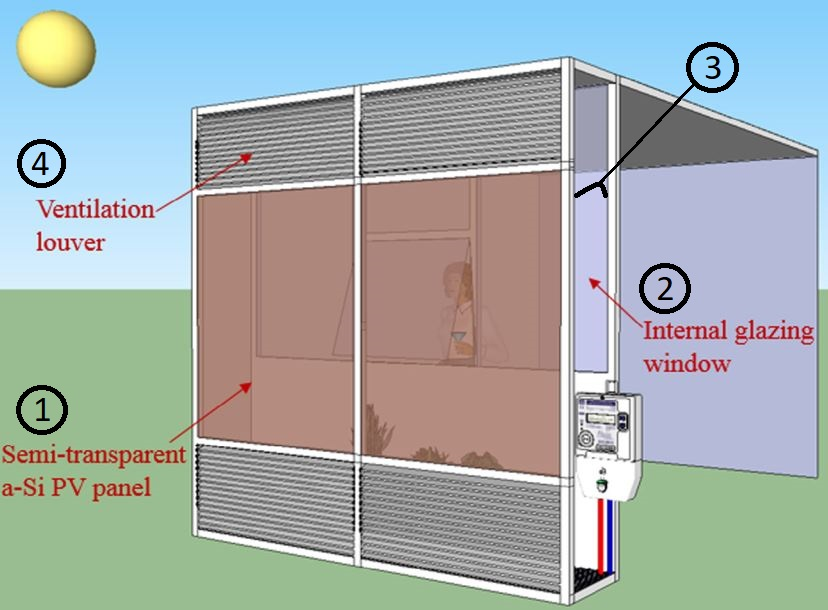 3
4
Ventilation
louver
2
Internal glazing
window
1
Semi-transparent
a-Si PV panel